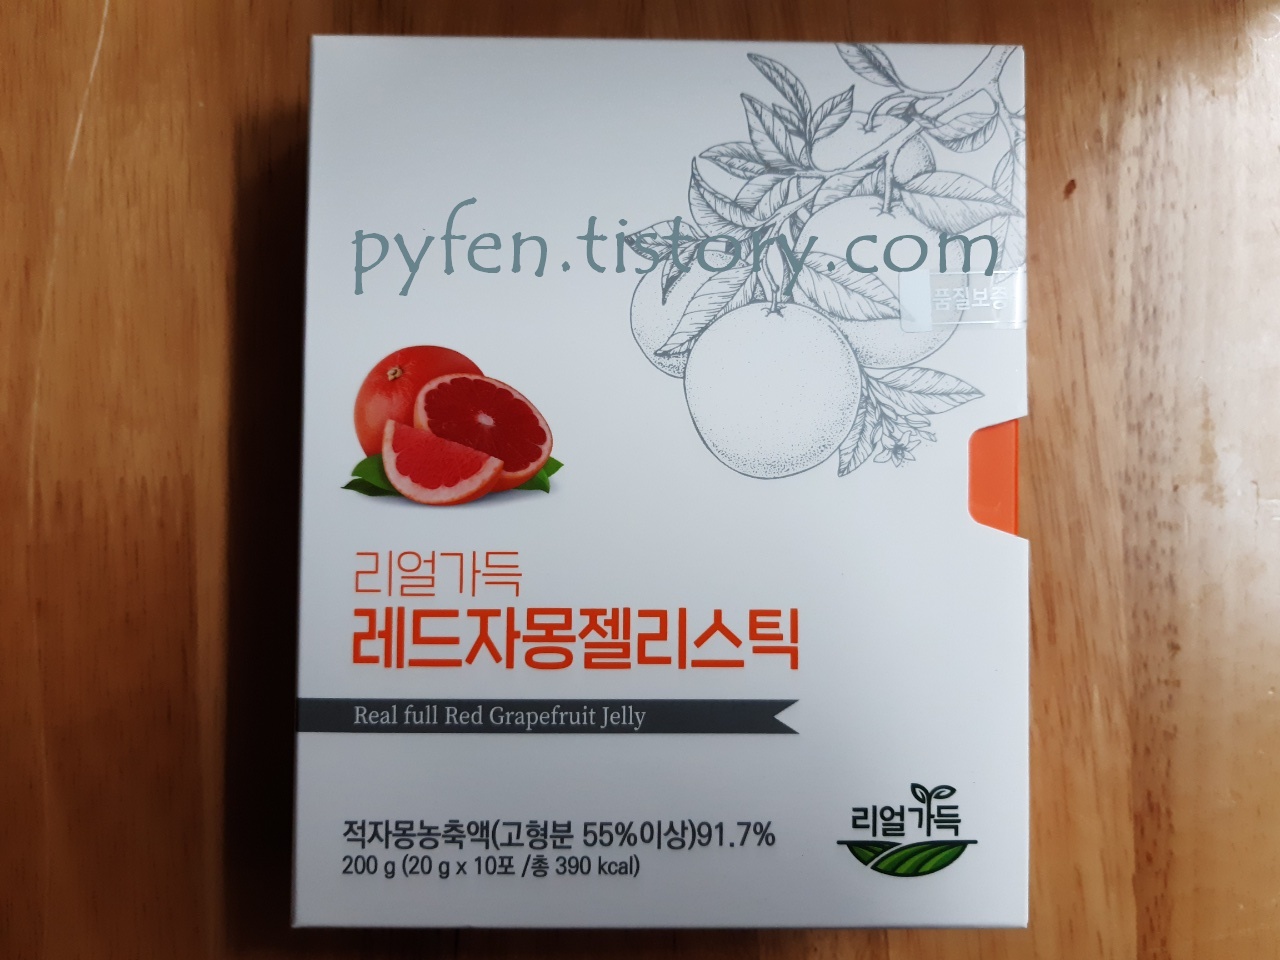 pyfen.tistory.com
품질보증
리얼가득
레드자몽젤리스틱
Real full Red Grapefruit Jelly
적자몽농축액(고형분 55%이상)91.7%
200 g (20 g x 10포 /총 390 kcal)
리얼가득